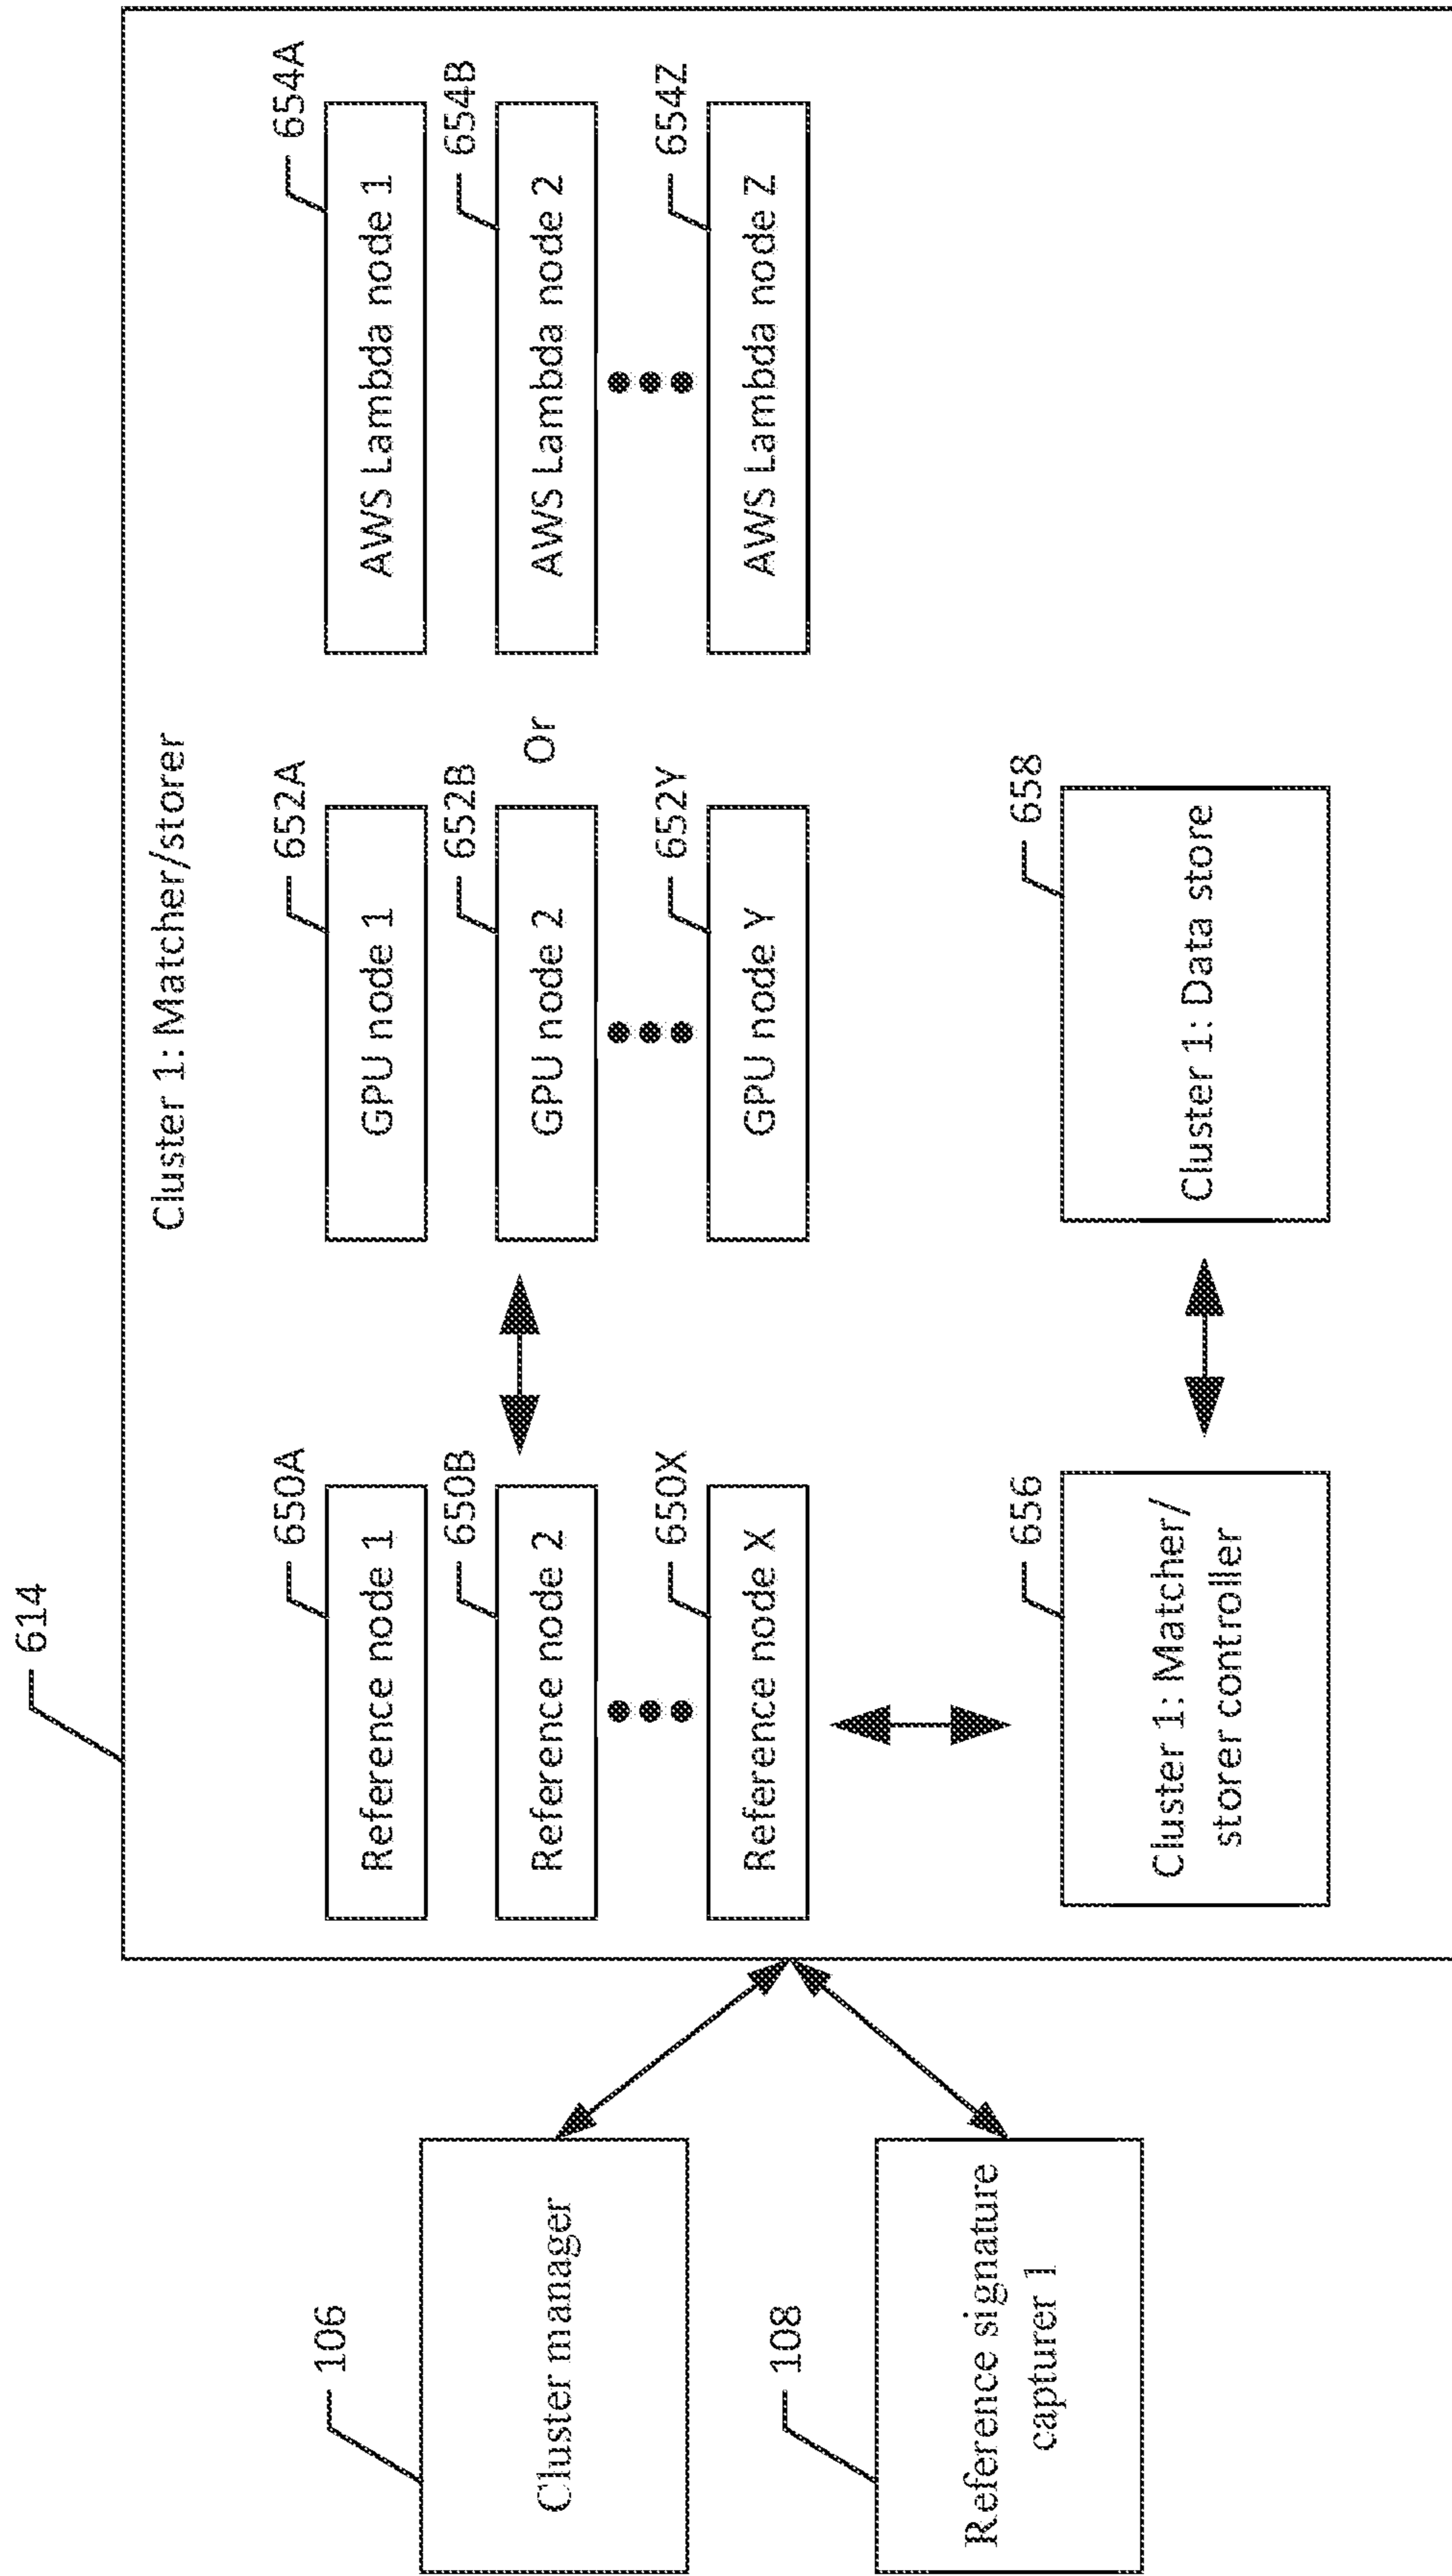 614
Cluster 1: Matcher/storer
106
Cluster manager
108
Reference signature
capturer 1
650A
Reference node 1
650B
Reference node 2
650X
Reference node X
652A
GPU node 1
652B
GPU node 2
652Y
GPU node Y
Or
654A
AWS Lambda node 1
654B
AWS Lambda node 2
654Z
AWS Lambda node Z
656
Cluster 1: Matcher/
storer controller
658
Cluster 1: Data store